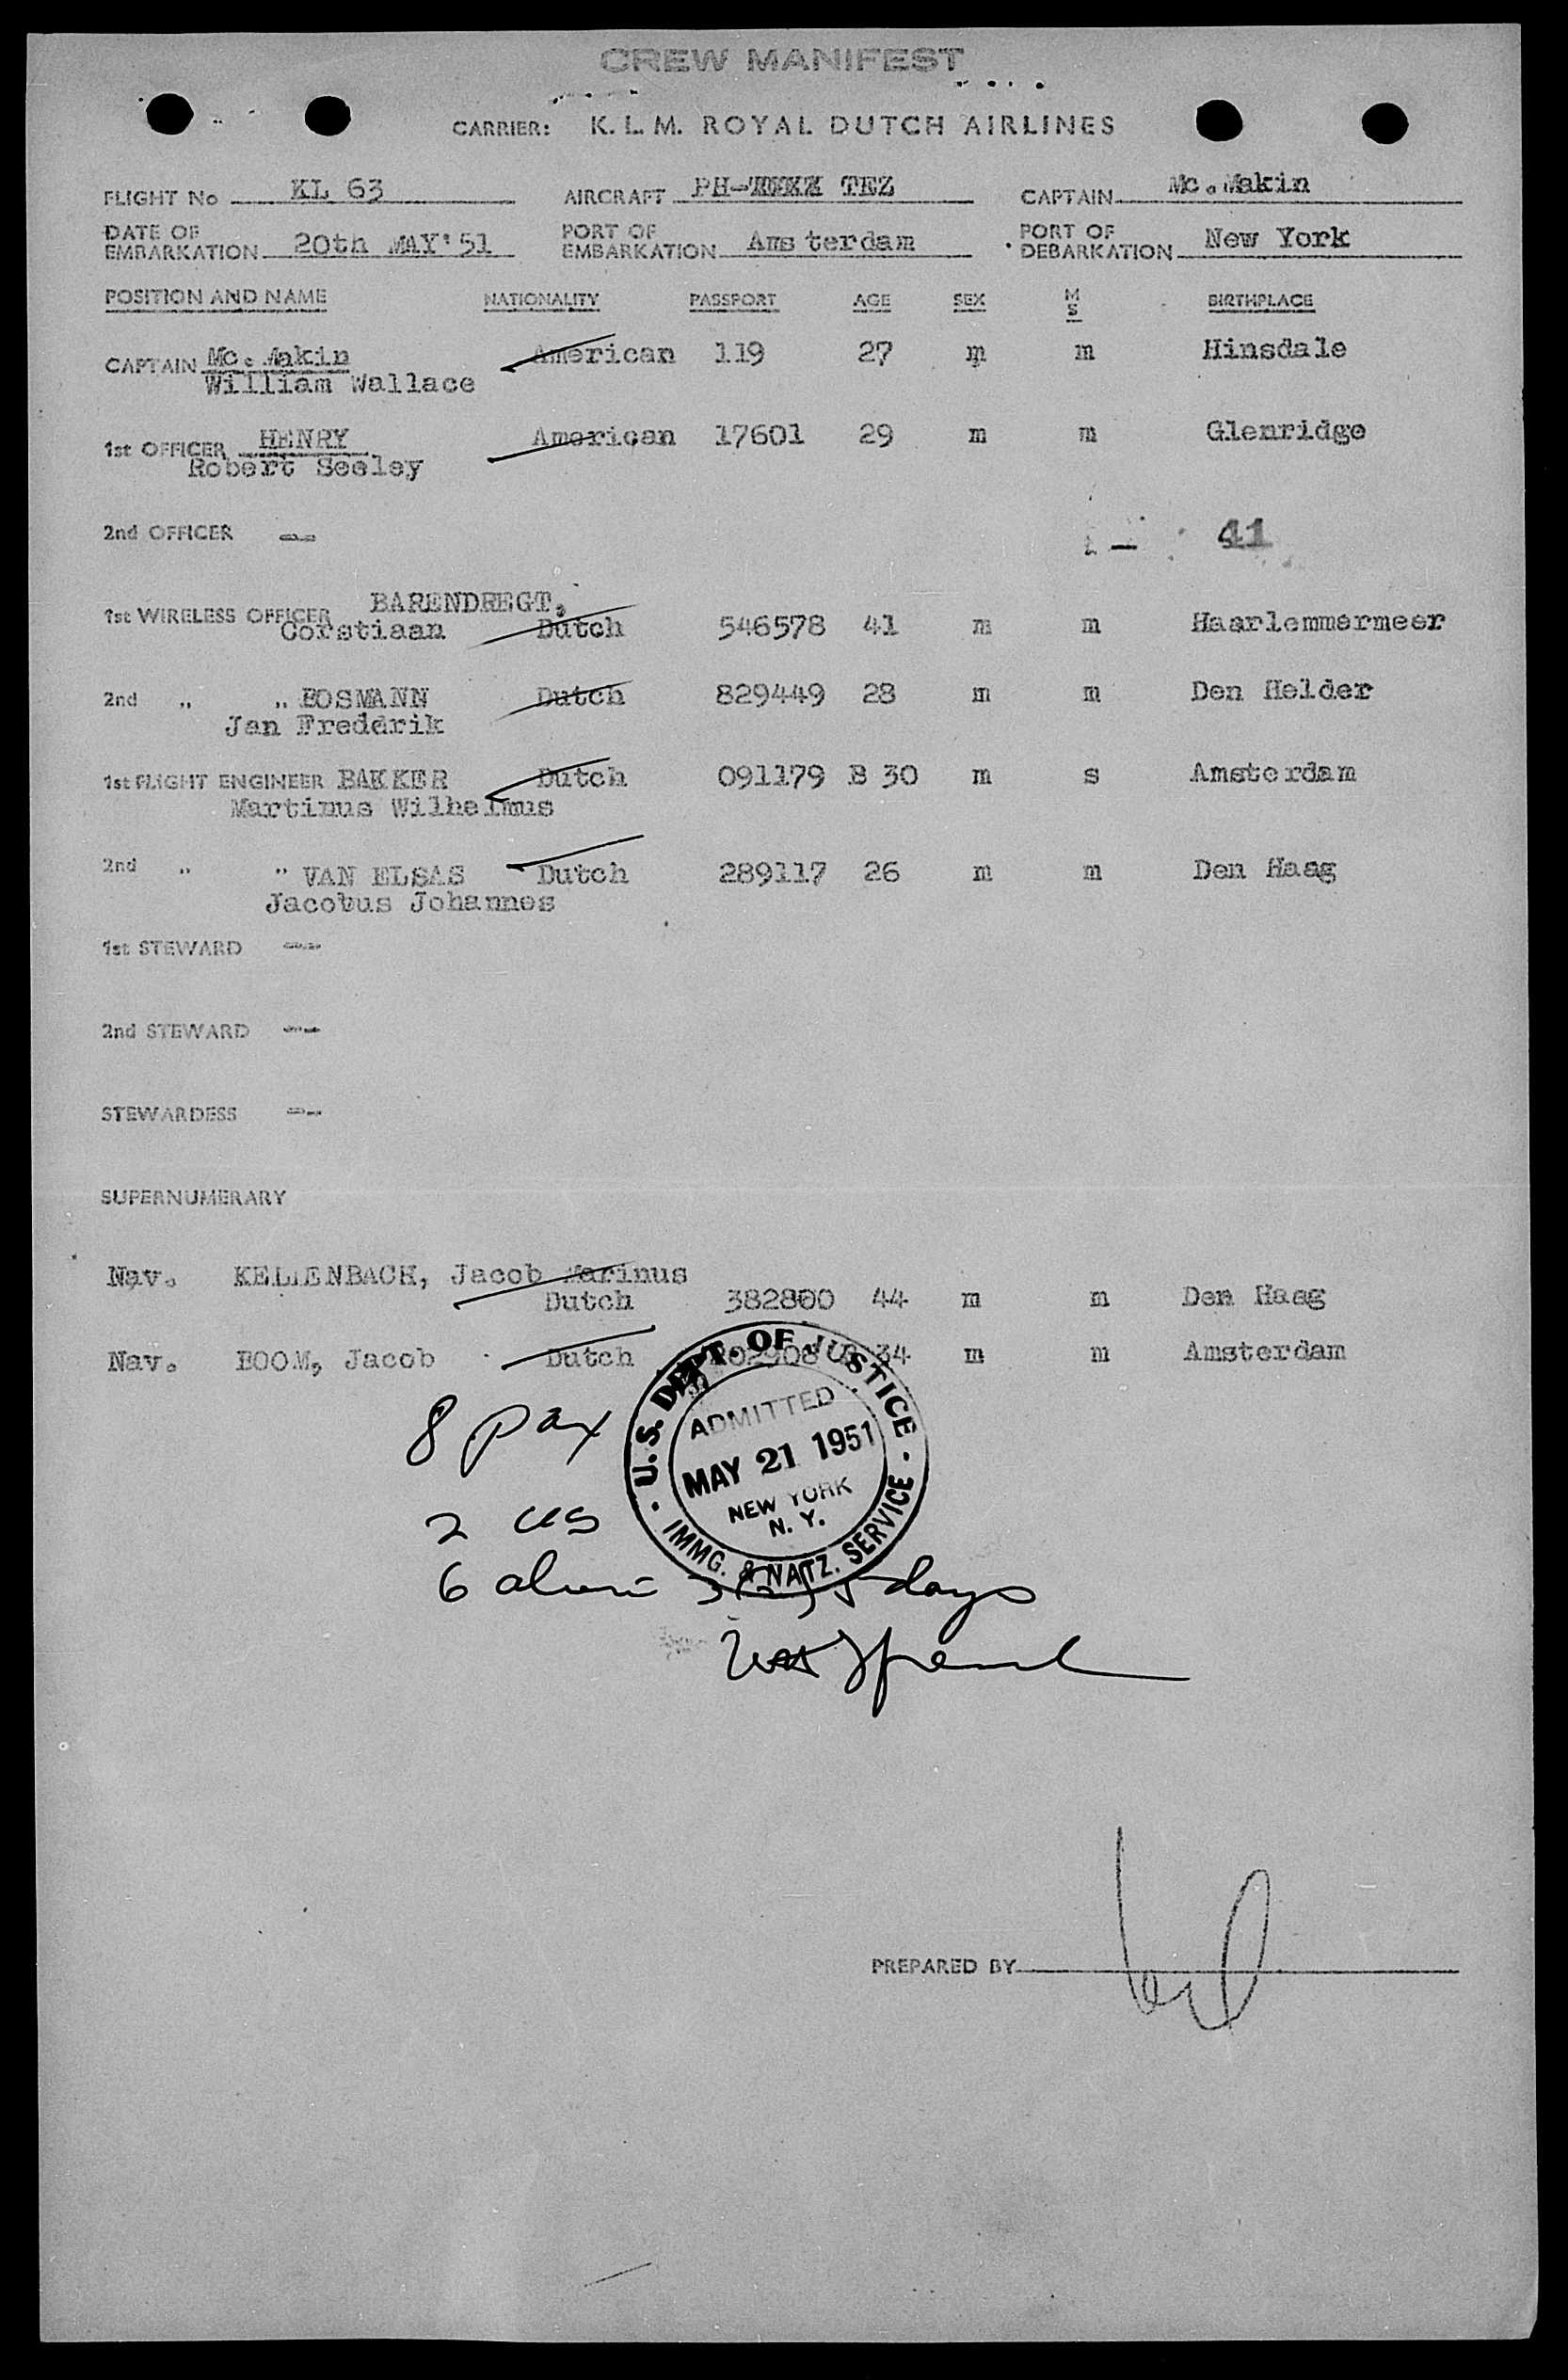 CREW MANIFEST
CARRIER: K. L. M. ROYAL DUTCH AIRLINES
FLIGHT No KL 63 AIRCRAFT PH- TEZ CAPTAIN Mc. Makin
DATE OF EMBARKATION 20th MAY'51 PORT OF EMBARKATION Amsterdam PORT OF DEBARKATION New York
POSITION AND NAME NATIONALITY PASSPORT AGE SEX M S BIRTHPLACE
CAPTAIN Mc. Makin American 119 27 m m Hinsdale
William Wallace
1st OFFICER HENRY American 17601 29 m m Glenridge
Robert Seeley
2nd OFFICER --
- 41
1st WIRELESS OFFICER BARENDREGT,
Corstiaan Dutch 546578 41 m m Haarlemmermeer
2nd " " BOSMANN Dutch 829449 28 m m Den Helder
Jan Freddrik
1st FLIGHT ENGINEER BAKKER Dutch 091179 B 30 m s Amsterdam
Martinus Wilhelmus
2nd " " VAN ELSAS Dutch 289117 26 m m Den Haag
Jacobus Johannes
1st STEWARD --
2nd STEWARD --
STEWARDESS --
SUPERNUMERARY
Nav. KELLENBACH, Jacob Marinus
Dutch 382800 44 m m Den Haag
Nav. BOOM, Jacob Dutch 34 m m Amsterdam
8 pax
2 US
6 days
U.S. DEPT. OF JUSTICE
ADMITTED
MAY 21 1951
NEW YORK
N. Y.
IMMG. & NATZ. SERVICE
PREPARED BY